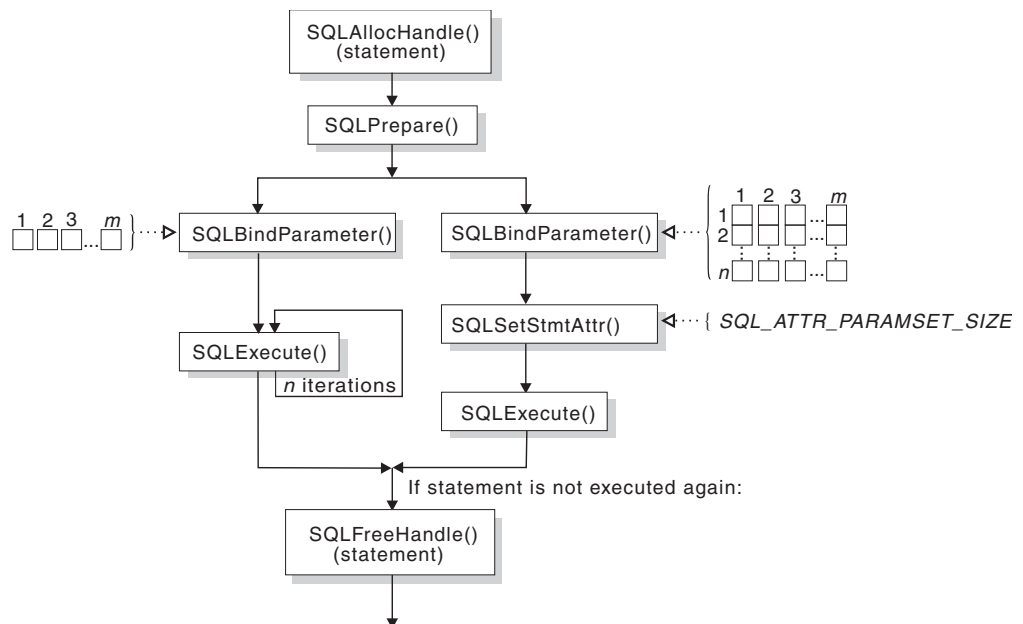 SQLAllocHandle()
(statement)
SQLPrepare()
1 2 3 m
...
SQLBindParameter()
SQLBindParameter()
1 2 3 m
1 ...
2 ...
n ...
SQLSetStmtAttr()
{ SQL_ATTR_PARAMSET_SIZE
SQLExecute()
n iterations
SQLExecute()
If statement is not executed again:
SQLFreeHandle()
(statement)